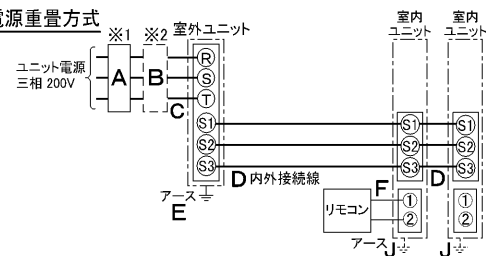 電源重畳方式
※1 ※2 室外ユニット 室内ユニット 室内ユニット
ユニット電源
三相 200V
A
B
C
R
S
T
S1
S2
S3
D 内外接続線
アース
E
S1
S2
S3
D
S1
S2
S3
F
リモコン
①
②
①
②
アース J
J